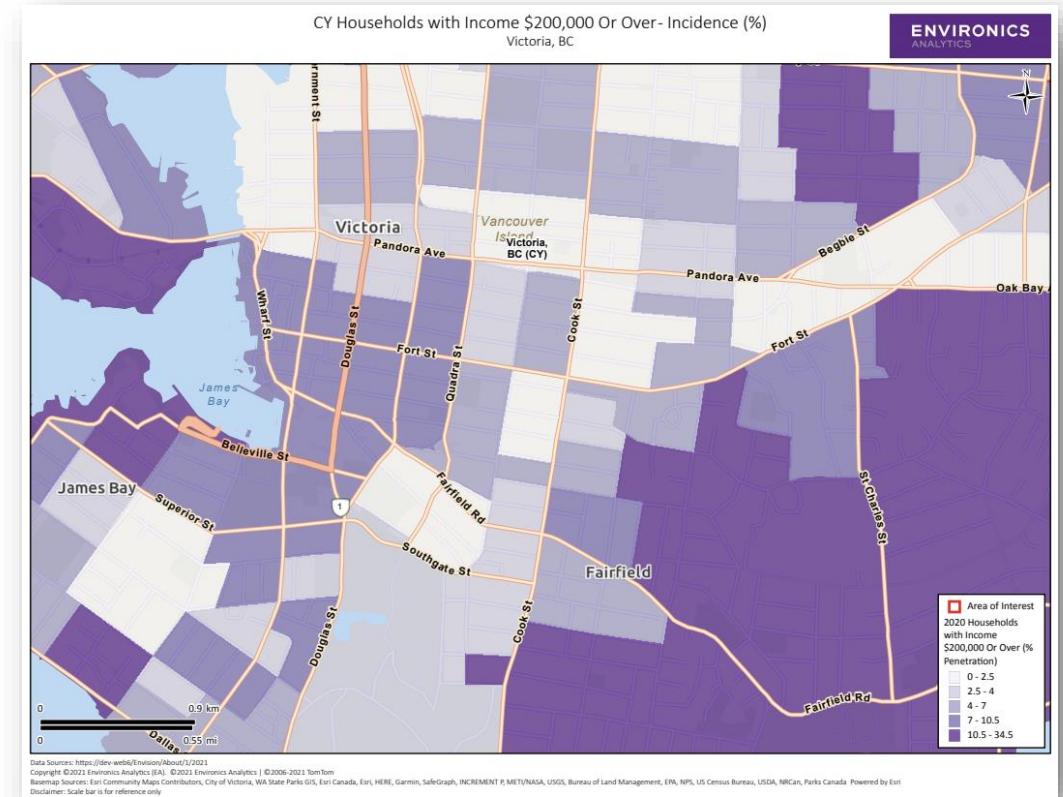 CY Households with Income $200,000 Or Over - Incidence (%)
Victoria, BC
ENVIRONICS
ANALYTICS
N
Victoria
Vancouver
Island
Victoria,
BC (CY)
Pandora Ave
Pandora Ave
Begbie St
Oak Bay
Wharf St
Douglas St
Fort St
Quadra St
Cook St
Fort St
James
Bay
Belleville St
James Bay
Superior St
1
Fairfield Rd
Southgate St
Fairfield
St Charles St
Douglas St
Cook St
Fairfield Rd
Dallas
0 0.9 km
0 0.55 mi
Area of Interest
2020 Households
with Income
$200,000 Or Over (%
Penetration)
0 - 2.5
2.5 - 4
4 - 7
7 - 10.5
10.5 - 34.5
Data Sources: https://dev-web6/Envision/About/1/2021
Copyright ©2021 Environics Analytics (EA). ©2021 Environics Analytics | ©2006-2021 TomTom
Basemap Sources: Esri Community Maps Contributors, City of Victoria, WA State Parks GIS, Esri Canada, Esri, HERE, Garmin, SafeGraph, INCREMENT P, METI/NASA, USGS, Bureau of Land Management, EPA, NPS, US Census Bureau, USDA, NRCan, Parks Canada Powered by Esri
Disclaimer: Scale bar is for reference only